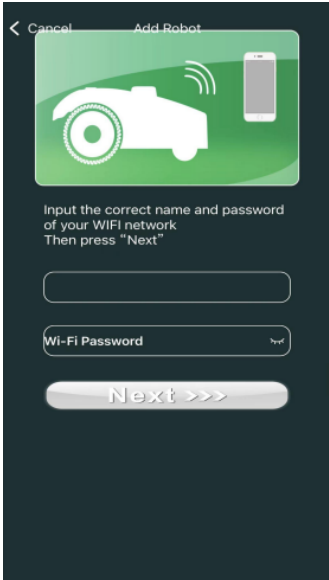 Cancel Add Robot
Input the correct name and password
of your WIFI network
Then press “Next”
Wi-Fi Password
Next >>>